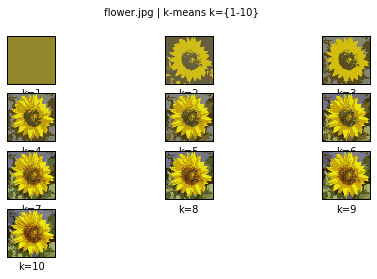 flower.jpg | k-means k={1-10}
k=1 k=2 k=3
k=4 k=5 k=6
k=7 k=8 k=9
k=10